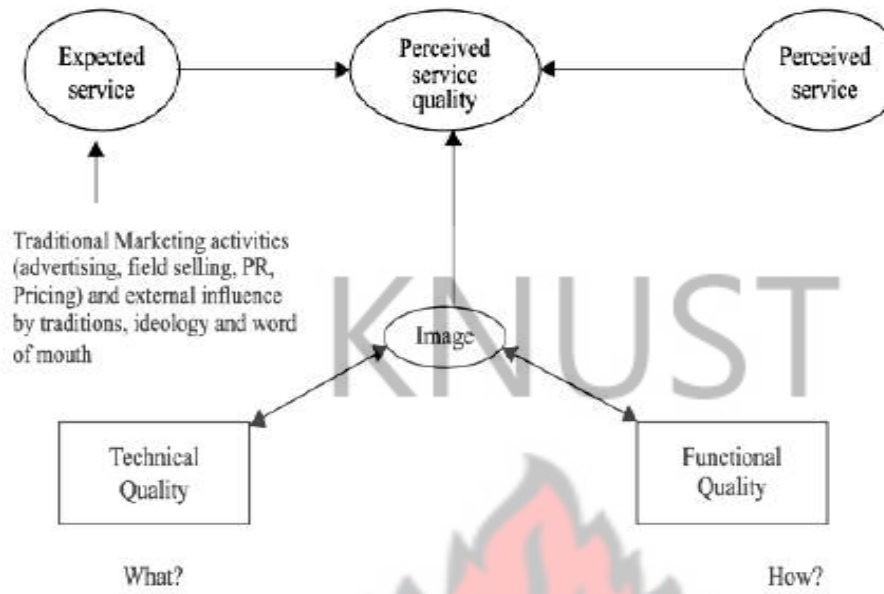 Expected
service
Perceived
service
quality
Perceived
service
Traditional Marketing activities
(advertising, field selling, PR,
Pricing) and external influence
by traditions, ideology and word
of mouth
KNUST
Image
Technical
Quality
Functional
Quality
What?
How?